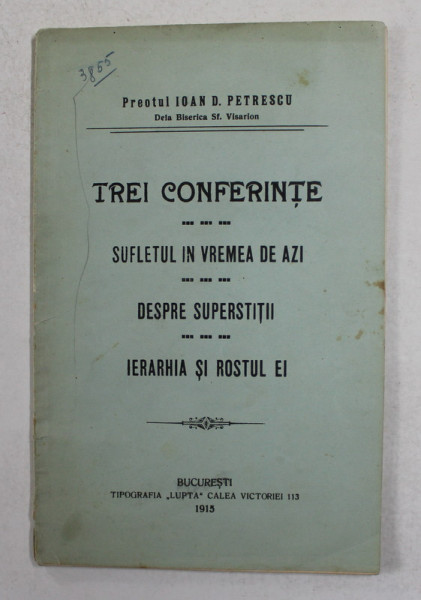 3855
Preotul IOAN D. PETRESCU
Dela Biserica Sf. Visarion
TREI CONFERINȚE
SUFLETUL IN VREMEA DE AZI
DESPRE SUPERSTIȚII
IERARHIA ȘI ROSTUL EI
BUCUREȘTI
TIPOGRAFIA „LUPTA" CALEA VICTORIEI 113
1915